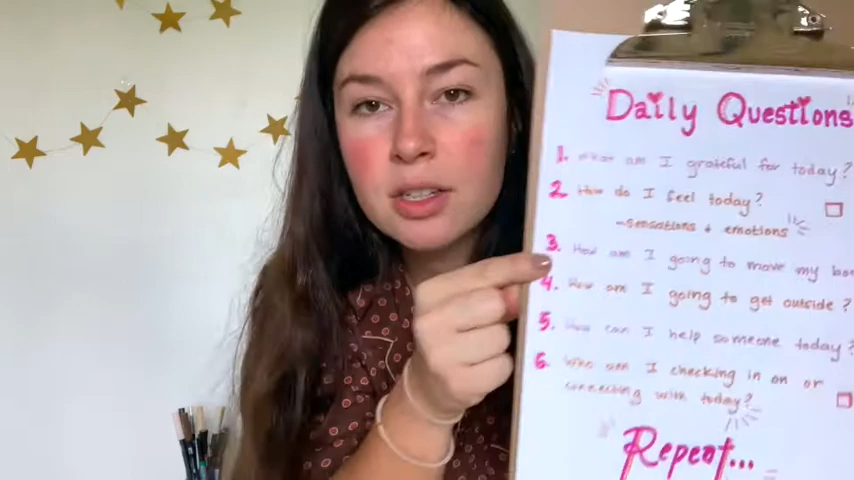 Daily Questions
1. What am I grateful for today?
2. How do I feel today?
- sensations + emotions
3. How am I going to move my
4. How am I going to get outside?
5. How can I help someone today?
6. Who am I checking in on or
connecting with today?
Repeat...